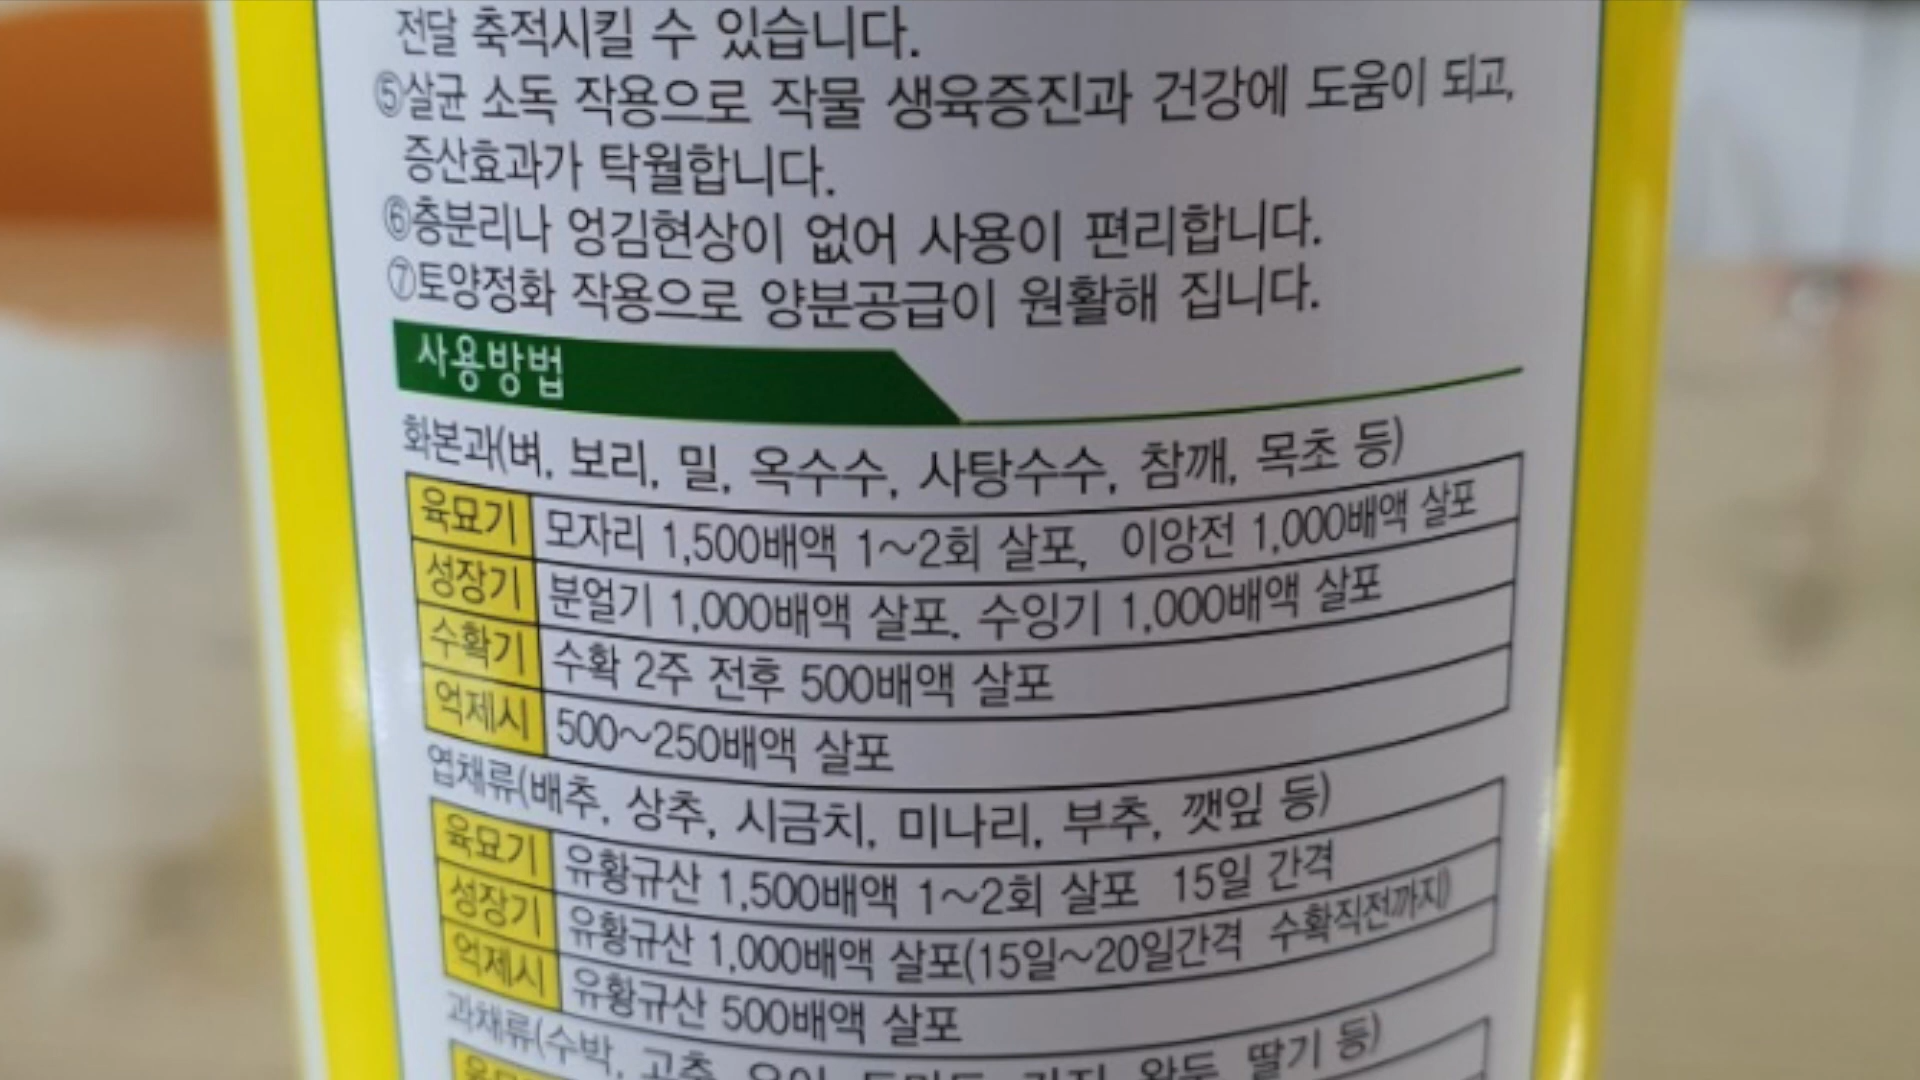 전달 축적시킬 수 있습니다.
⑤살균 소독 작용으로 작물 생육증진과 건강에 도움이 되고,
증산효과가 탁월합니다.
⑥층분리나 엉김현상이 없어 사용이 편리합니다.
⑦토양정화 작용으로 양분공급이 원활해 집니다.
사용방법
화본과(벼, 보리, 밀, 옥수수, 사탕수수, 참깨, 목초 등)
육묘기 모자리 1,500배액 1~2회 살포, 이앙전 1,000배액 살포
성장기 분얼기 1,000배액 살포. 수잉기 1,000배액 살포
수확기 수확 2주 전후 500배액 살포
억제시 500~250배액 살포
엽채류(배추, 상추, 시금치, 미나리, 부추, 깻잎 등)
육묘기 유황규산 1,500배액 1~2회 살포 15일 간격
성장기 유황규산 1,000배액 살포(15일~20일간격 수확직전까지)
억제시 유황규산 500배액 살포
과채류(수박, 고추, 딸기 등)